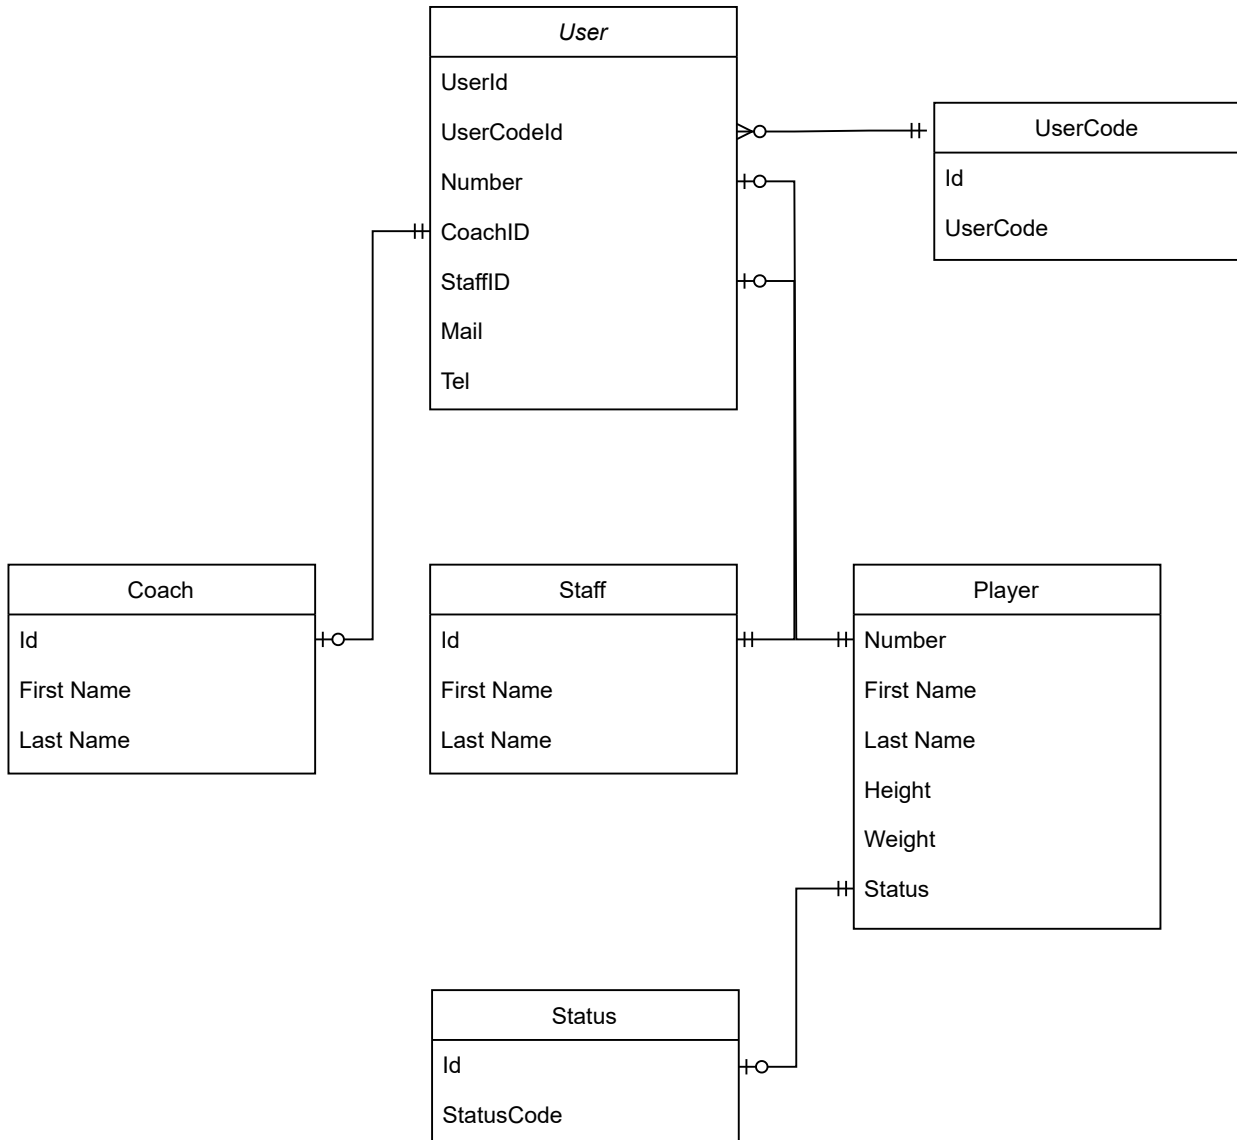 User
UserId
UserCodeId
Number
CoachID
StaffID
Mail
Tel
UserCode
Id
UserCode
Coach
Id
First Name
Last Name
Staff
Id
First Name
Last Name
Player
Number
First Name
Last Name
Height
Weight
Status
Status
Id
StatusCode